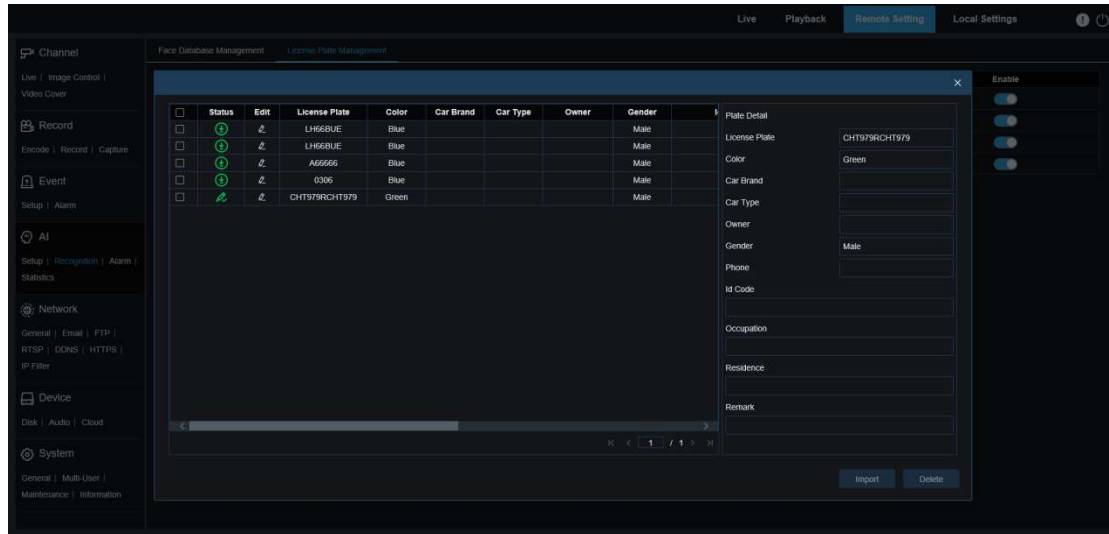 Live Playback Remote Setting Local Settings
Channel
Live | Image Control |
Video Cover
Record
Encode | Record | Capture
Event
Setup | Alarm
AI
Setup | Recognition | Alarm |
Statistics
Network
General | Email | FTP |
RTSP | DDNS | HTTPS |
IP Filter
Device
Disk | Audio | Cloud
System
General | Multi-User |
Maintenance | Information
Face Database Management License Plate Management
Enable
Status Edit License Plate Color Car Brand Car Type Owner Gender
LH66BUE Blue Male
LH66BUE Blue Male
A66666 Blue Male
0306 Blue Male
CHT979RCHT979 Green Male
1 / 1
Plate Detail
License Plate CHT979RCHT979
Color Green
Car Brand
Car Type
Owner
Gender Male
Phone
Id Code
Occupation
Residence
Remark
Import Delete